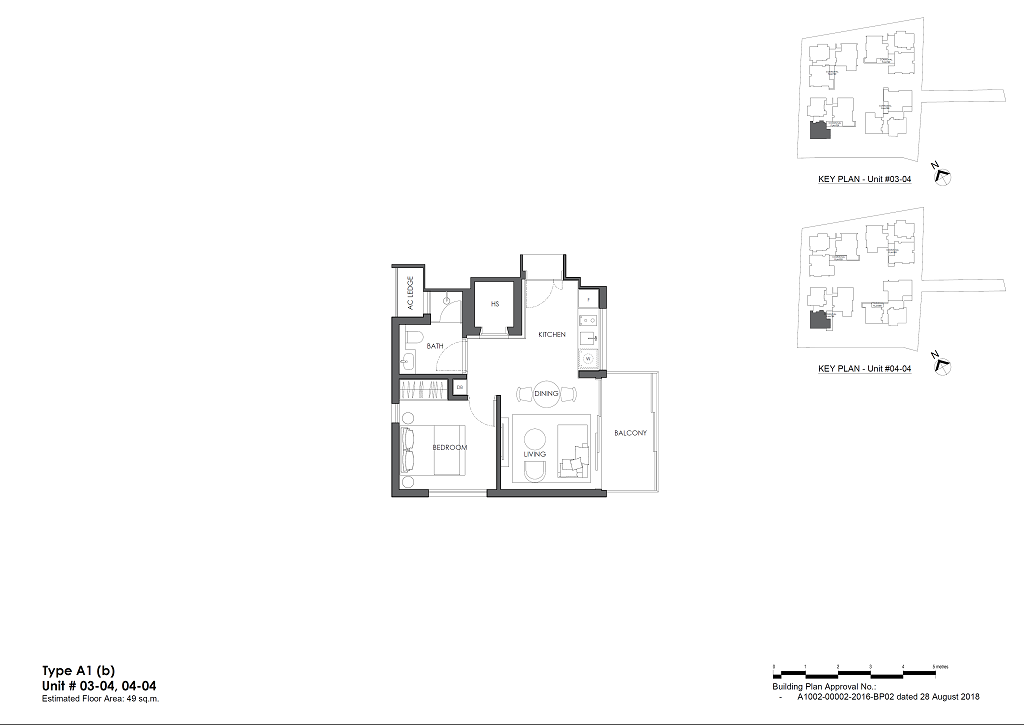 N
KEY PLAN - Unit #03-04
N
KEY PLAN - Unit #04-04
AC LEDGE
HS
F
KITCHEN
BATH
W
DB
DINING
BALCONY
BEDROOM
LIVING
Type A1 (b)
Unit # 03-04, 04-04
Estimated Floor Area: 49 sq.m.
0 1 2 3 4 5 metres
Building Plan Approval No.:
- A1002-00002-2016-BP02 dated 28 August 2018